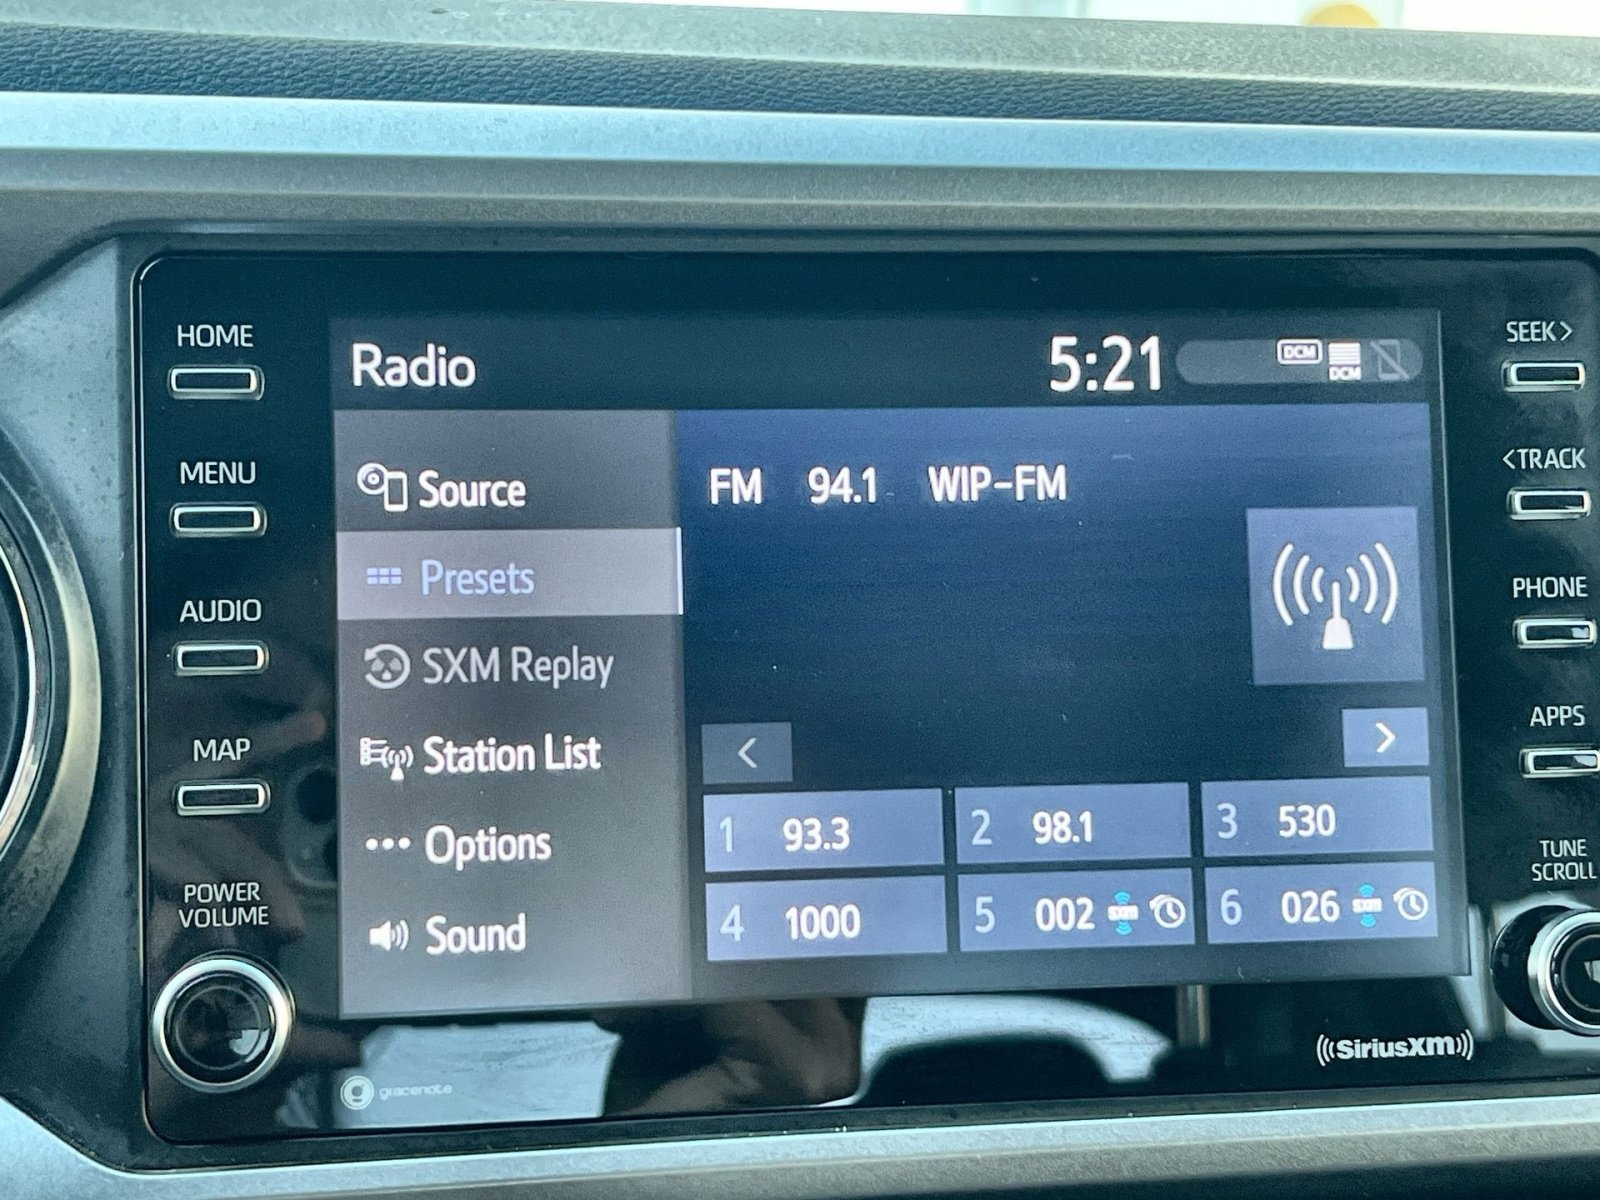 HOME
MENU
AUDIO
MAP
POWER
VOLUME
Radio
5:21
DCM
DCM
Source
Presets
SXM Replay
Station List
Options
Sound
FM 94.1 WIP-FM
<
>
1 93.3
2 98.1
3 530
4 1000
5 002 SXM
6 026 SXM
SEEK>
<TRACK
PHONE
APPS
TUNE
SCROLL
gracenote
SiriusXM